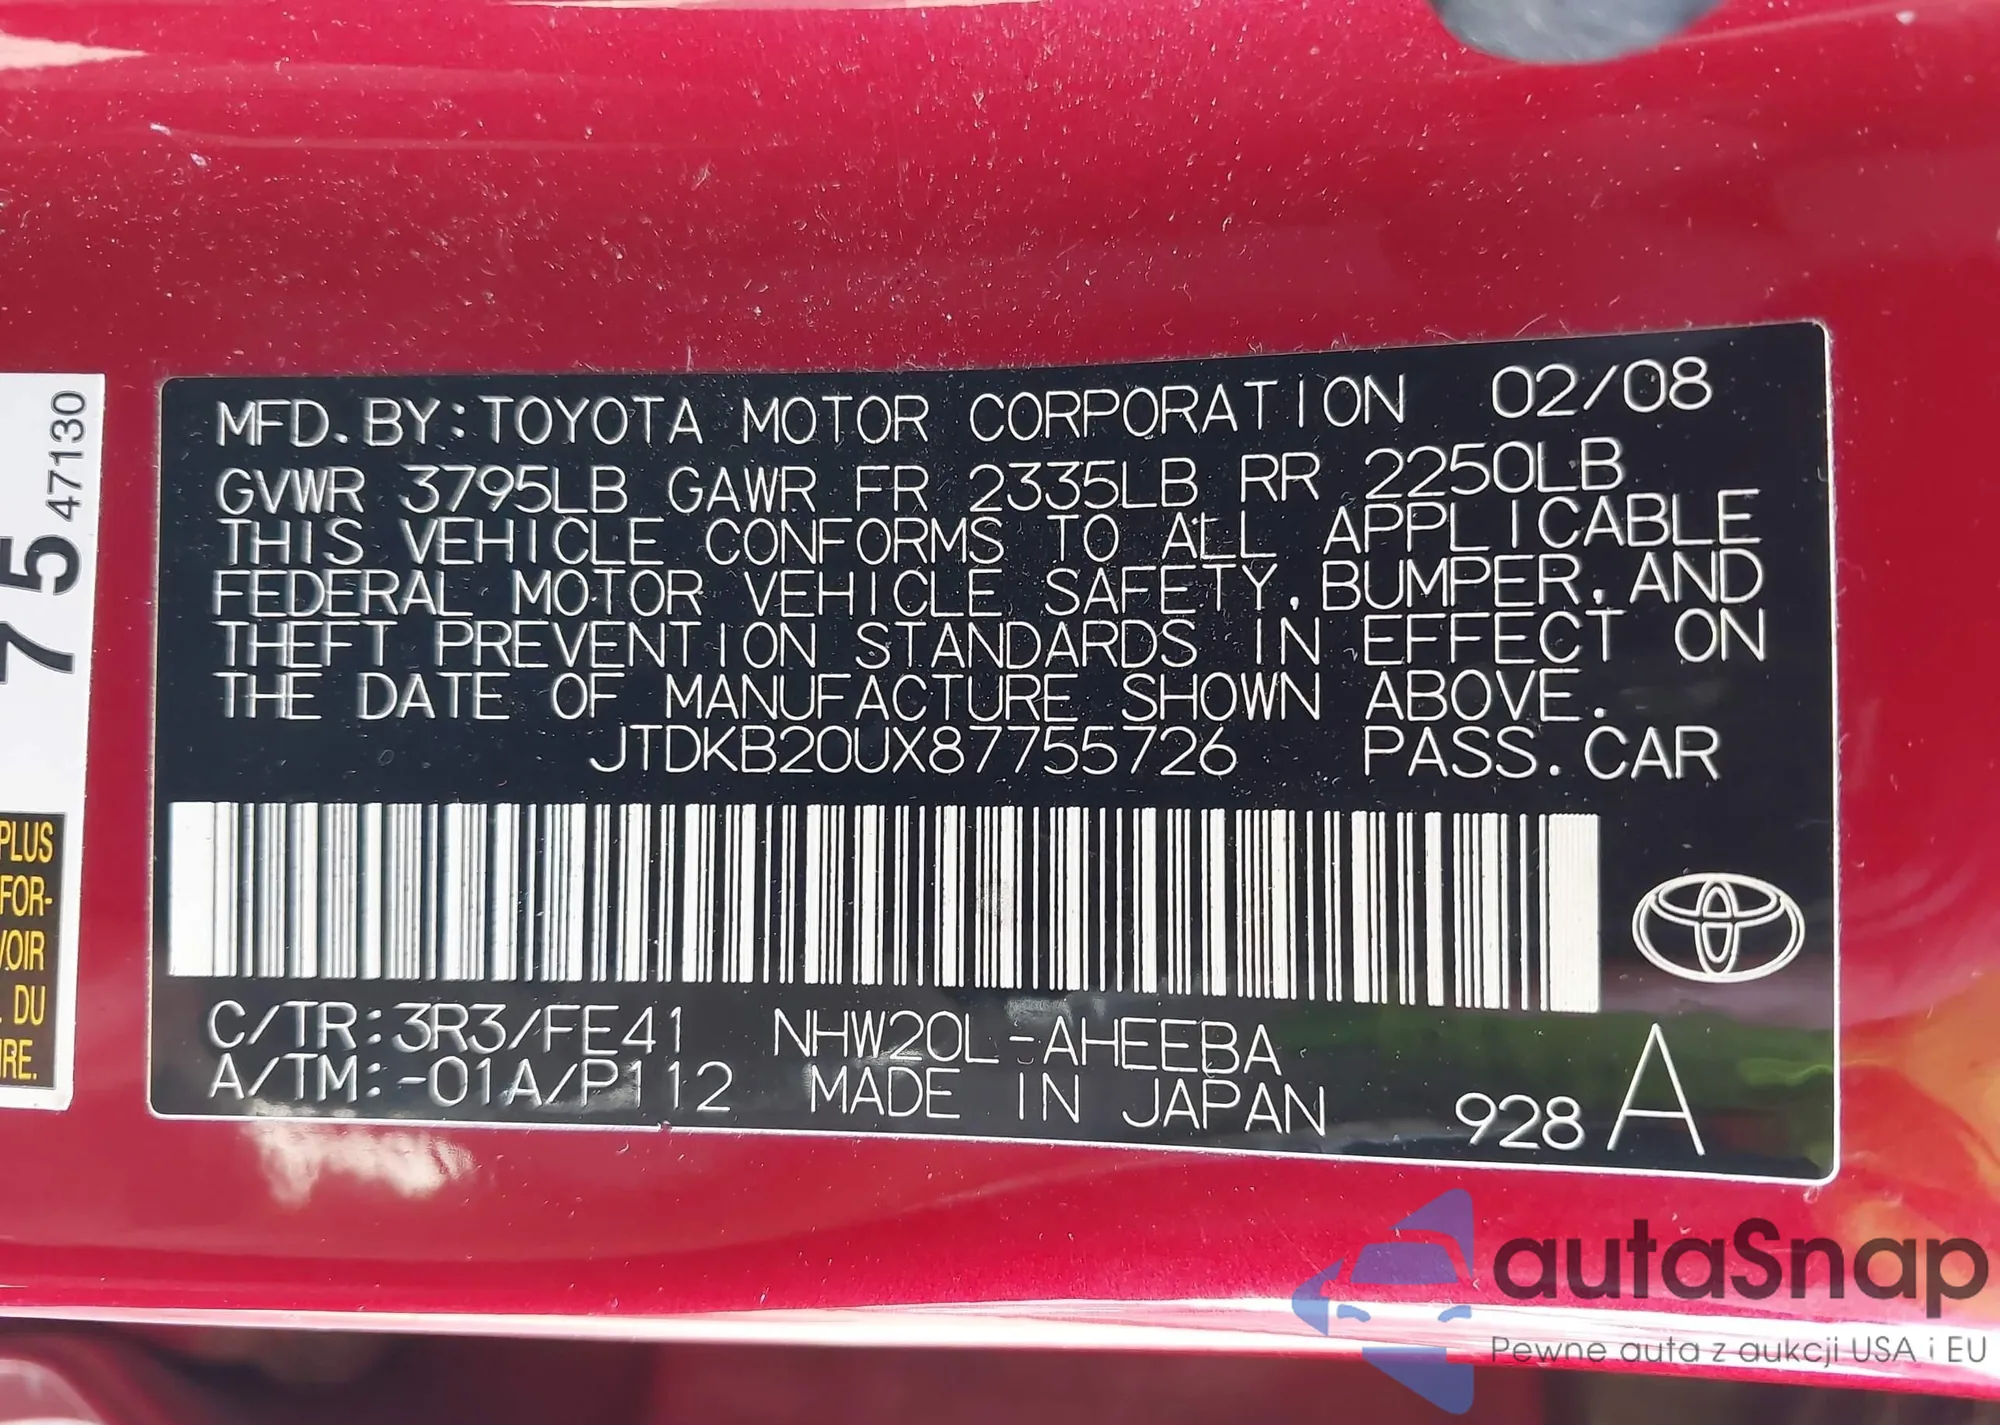 MFD. BY: TOYOTA MOTOR CORPORATION 02/08
GVWR 3795LB GAWR FR 2335LB RR 2250LB
THIS VEHICLE CONFORMS TO ALL APPLICABLE
FEDERAL MOTOR VEHICLE SAFETY, BUMPER, AND
THEFT PREVENTION STANDARDS IN EFFECT ON
THE DATE OF MANUFACTURE SHOWN ABOVE.
JTDKB20UX87755726 PASS. CAR
C/TR: 3R3/FE41 NHW20L-AHEEBA
A/TM: -01A/P112 MADE IN JAPAN 928 A
75 47130
PLUS
FOR-
VOIR
DU
IRE.
autaSnap
Pewne auta z aukcji USA i EU